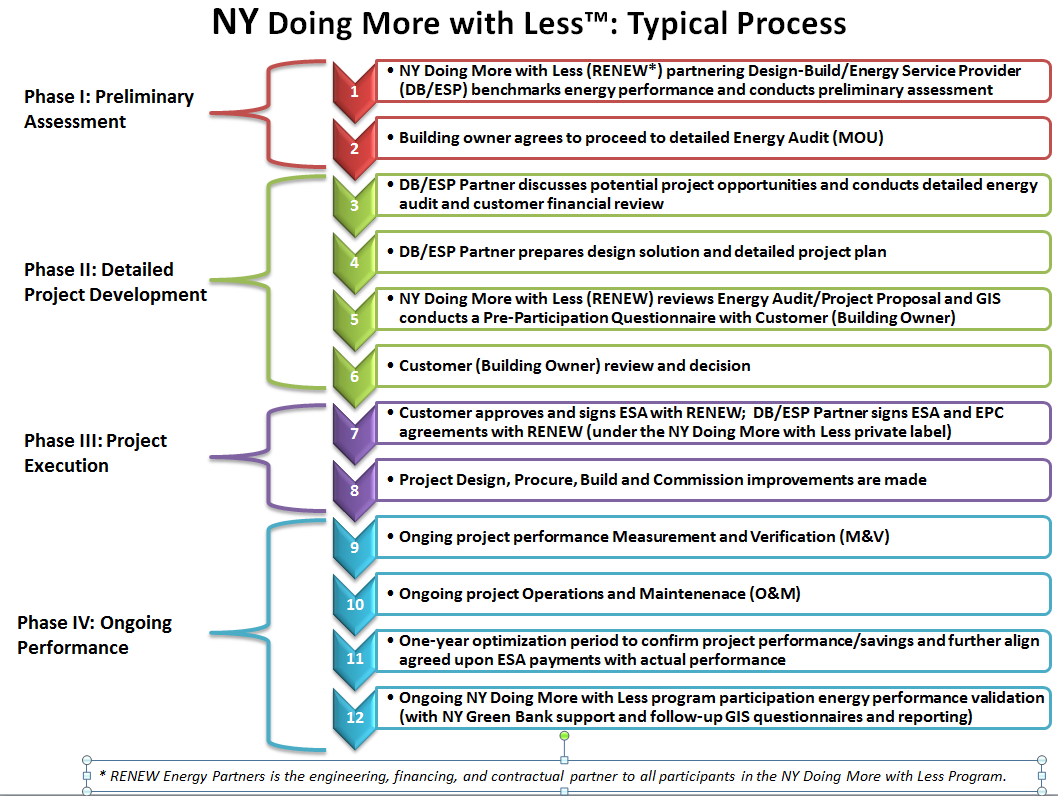 NY Doing More with Less™: Typical Process
Phase I: Preliminary
Assessment
1
• NY Doing More with Less (RENEW*) partnering Design-Build/Energy Service Provider
(DB/ESP) benchmarks energy performance and conducts preliminary assessment
2
• Building owner agrees to proceed to detailed Energy Audit (MOU)
Phase II: Detailed
Project Development
3
• DB/ESP Partner discusses potential project opportunities and conducts detailed energy
audit and customer financial review
4
• DB/ESP Partner prepares design solution and detailed project plan
5
• NY Doing More with Less (RENEW) reviews Energy Audit/Project Proposal and GIS
conducts a Pre-Participation Questionnaire with Customer (Building Owner)
6
• Customer (Building Owner) review and decision
Phase III: Project
Execution
7
• Customer approves and signs ESA with RENEW;  DB/ESP Partner signs ESA and EPC
agreements with RENEW (under the NY Doing More with Less private label)
8
• Project Design, Procure, Build and Commission improvements are made
Phase IV: Ongoing
Performance
9
• Onging project performance Measurement and Verification (M&V)
10
• Ongoing project Operations and Maintenenace (O&M)
11
• One-year optimization period to confirm project performance/savings and further align
agreed upon ESA payments with actual performance
12
• Ongoing NY Doing More with Less program participation energy performance validation
(with NY Green Bank support and follow-up GIS questionnaires and reporting)
* RENEW Energy Partners is the engineering, financing, and contractual partner to all participants in the NY Doing More with Less Program.